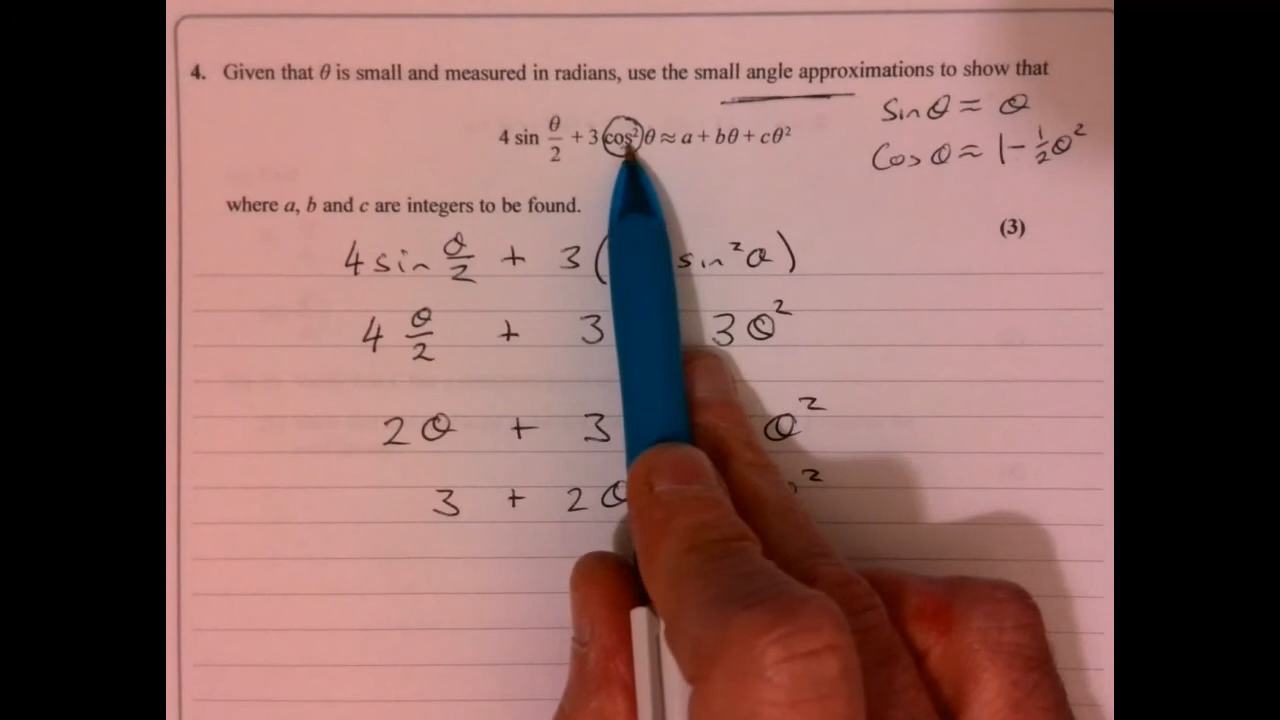 4. Given that θ is small and measured in radians, use the small angle approximations to show that
sin θ ≈ θ
4 sin θ/2 + 3 cos² θ ≈ a + bθ + cθ²
cos θ ≈ 1 - ½θ²
where a, b and c are integers to be found.
(3)
4 sin θ/2 + 3 ( sin² θ)
4 θ/2 + 3 3θ²
2θ + 3 θ²
3 + 2θ ²